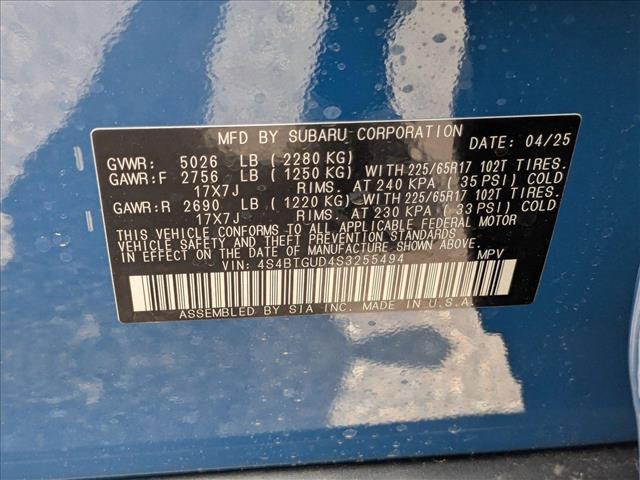 MFD BY SUBARU CORPORATION DATE: 04/25
GVWR: 5026 LB (2280 KG)
GAWR:F 2756 LB (1250 KG) WITH 225/65R17 102T TIRES.
17X7J RIMS. AT 240 KPA (35 PSI) COLD
GAWR:R 2690 LB (1220 KG) WITH 225/65R17 102T TIRES.
17X7J RIMS. AT 230 KPA (33 PSI) COLD
THIS VEHICLE CONFORMS TO ALL APPLICABLE FEDERAL MOTOR
VEHICLE SAFETY AND THEFT PREVENTION STANDARDS
IN EFFECT ON THE DATE OF MANUFACTURE SHOWN ABOVE.
VIN: 4S4BTGUD4S3255494 MPV
ASSEMBLED BY SIA INC. MADE IN U.S.A.